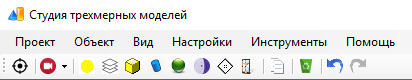 Студия трехмерных моделей
Проект Объект Вид Настройки Инструменты Помощь